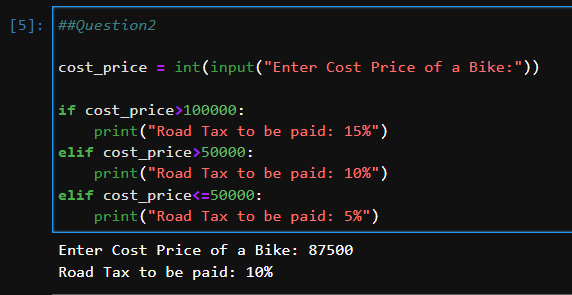 [5]: ##Question2
cost_price = int(input("Enter Cost Price of a Bike:"))
if cost_price>100000:
    print("Road Tax to be paid: 15%")
elif cost_price>50000:
    print("Road Tax to be paid: 10%")
elif cost_price<=50000:
    print("Road Tax to be paid: 5%")
Enter Cost Price of a Bike: 87500
Road Tax to be paid: 10%